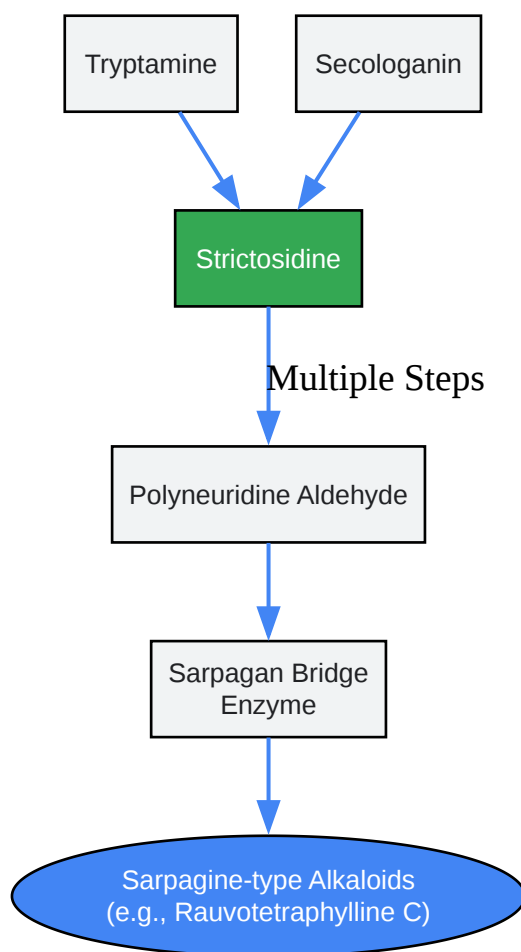 Tryptamine
Secologanin
Strictosidine
Multiple Steps
Polyneuridine Aldehyde
Sarpagan Bridge
Enzyme
Sarpagine-type Alkaloids
(e.g., Rauvotetraphylline C)